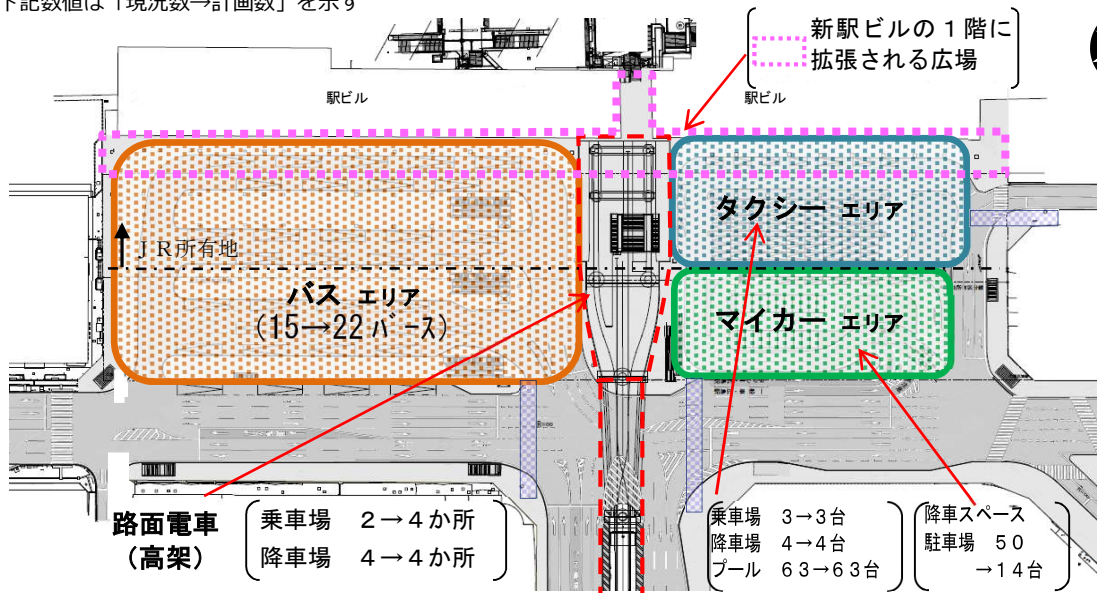 下記数値は「現況数→計画数」を示す
新駅ビルの１階に
拡張される広場
駅ビル
駅ビル
ＪＲ所有地
バス エリア
(15→22 ﾊﾞｰｽ)
タクシー エリア
マイカー エリア
路面電車
(高架)
乗車場 2→4か所
降車場 4→4か所
乗車場 3→3台
降車場 4→4台
プール 63→63台
降車スペース
駐車場 50
→14台